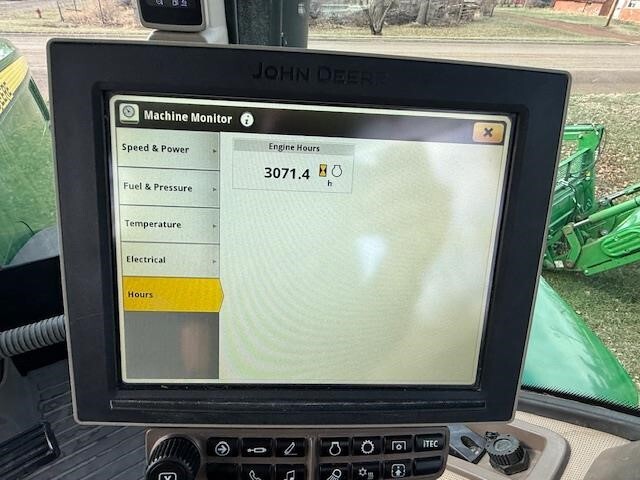 JOHN DEERE
Machine Monitor i
Speed & Power
Engine Hours
3071.4
h
Fuel & Pressure
Temperature
Electrical
Hours
iTEC